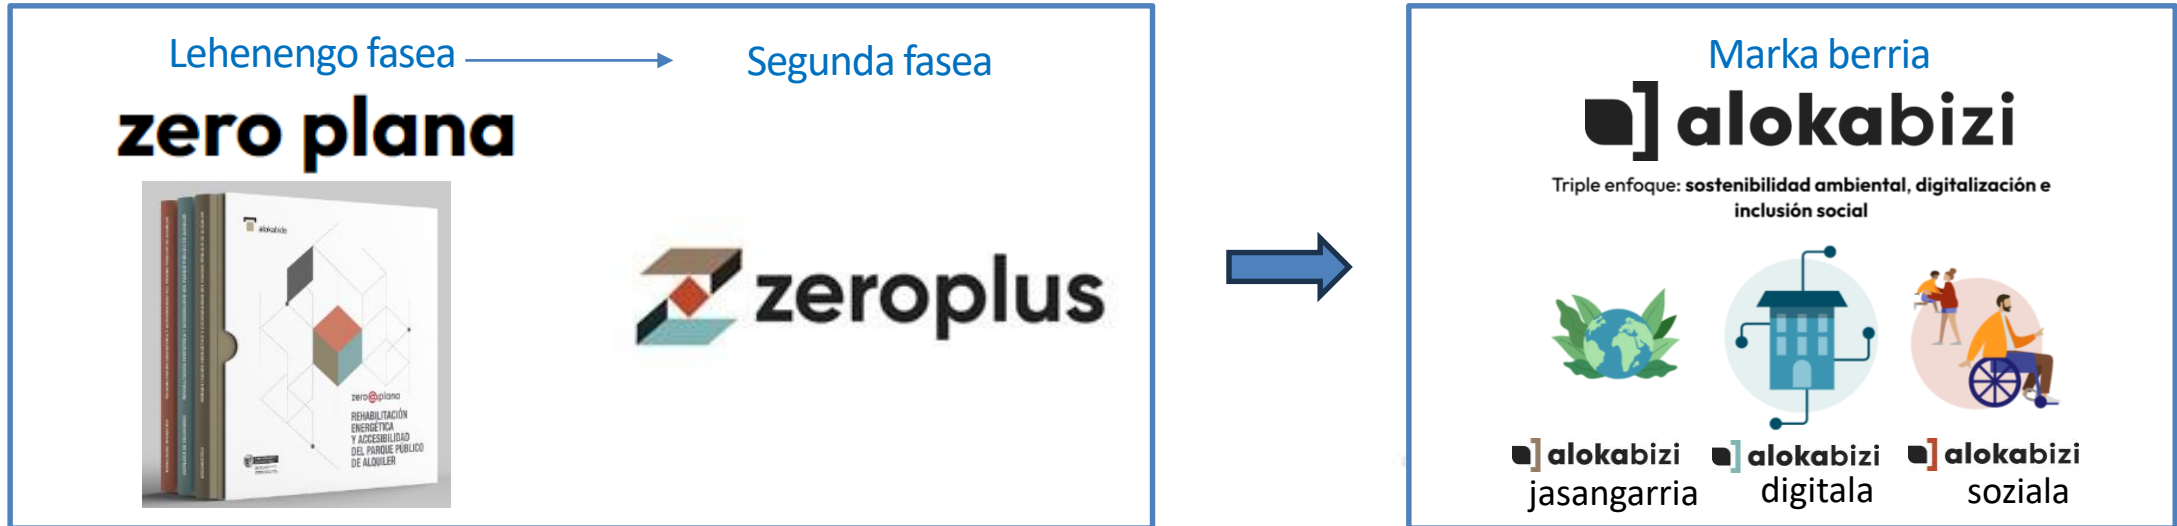 Lehenengo fasea
Segunda fasea
zero plana
alokabide
zero@plana
REHABILITACIÓN
ENERGÉTICA
Y ACCESIBILIDAD
DEL PARQUE PÚBLICO
DE ALQUILER
zeroplus
Marka berria
alokabizi
Triple enfoque: sostenibilidad ambiental, digitalización e
inclusión social
alokabizi
jasangarria
alokabizi
digitala
alokabizi
soziala